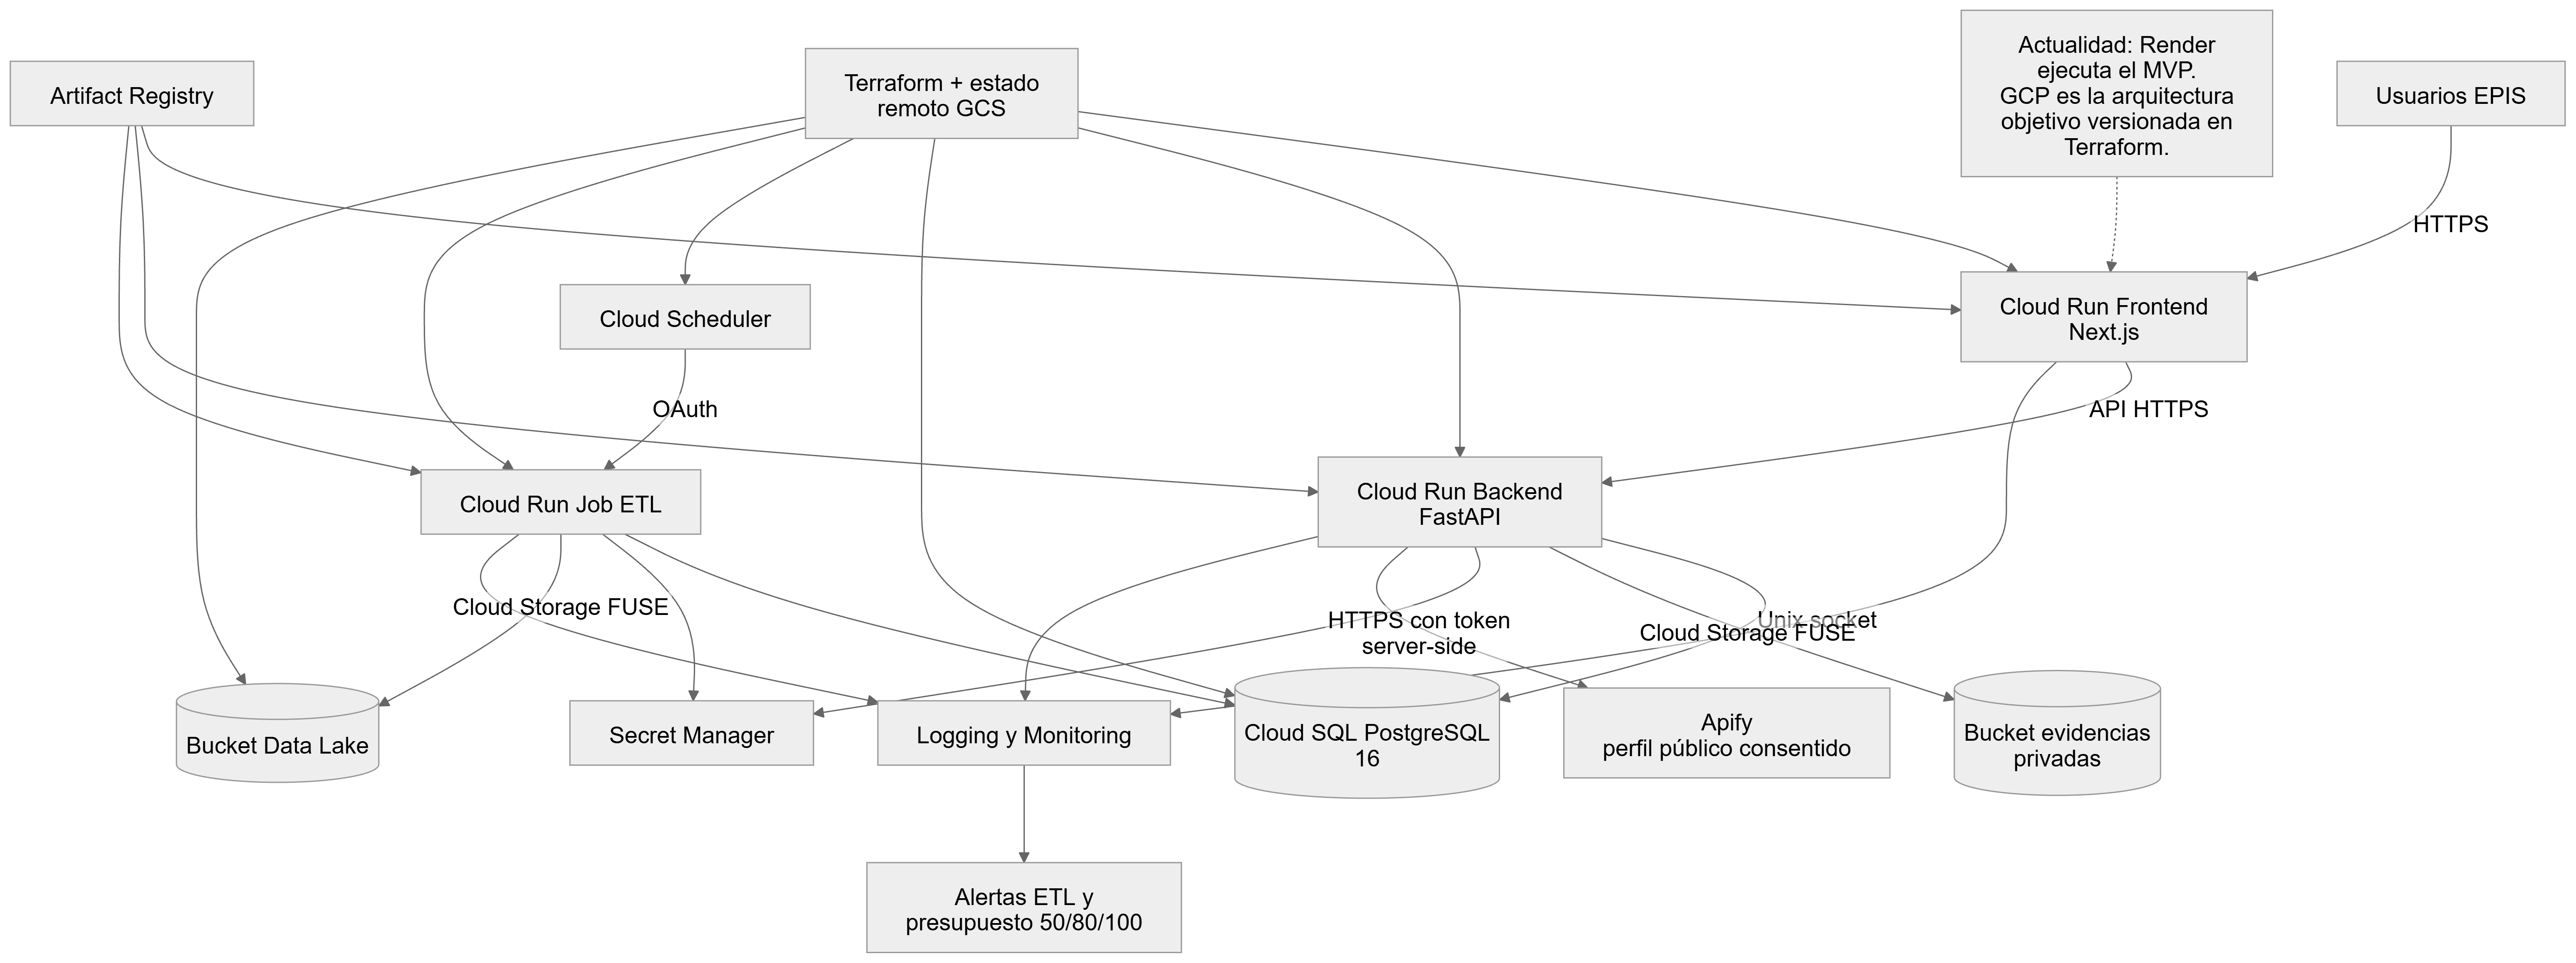 Actualidad: Render
ejecuta el MVP.
GCP es la arquitectura
objetivo versionada en
Terraform.
Artifact Registry
Terraform + estado
remoto GCS
Usuarios EPIS
HTTPS
Cloud Scheduler
Cloud Run Frontend
Next.js
OAuth
API HTTPS
Cloud Run Job ETL
Cloud Run Backend
FastAPI
Cloud Storage FUSE
HTTPS con token
server-side
Unix socket
Cloud Storage FUSE
Bucket Data Lake
Secret Manager
Logging y Monitoring
Cloud SQL PostgreSQL
16
Apify
perfil público consentido
Bucket evidencias
privadas
Alertas ETL y
presupuesto 50/80/100